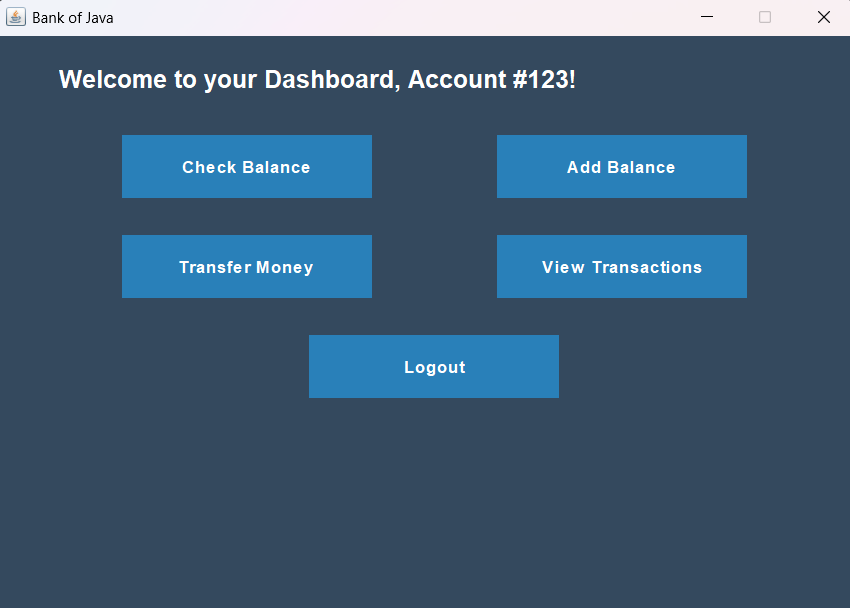 Bank of Java
Welcome to your Dashboard, Account #123!
Check Balance
Add Balance
Transfer Money
View Transactions
Logout